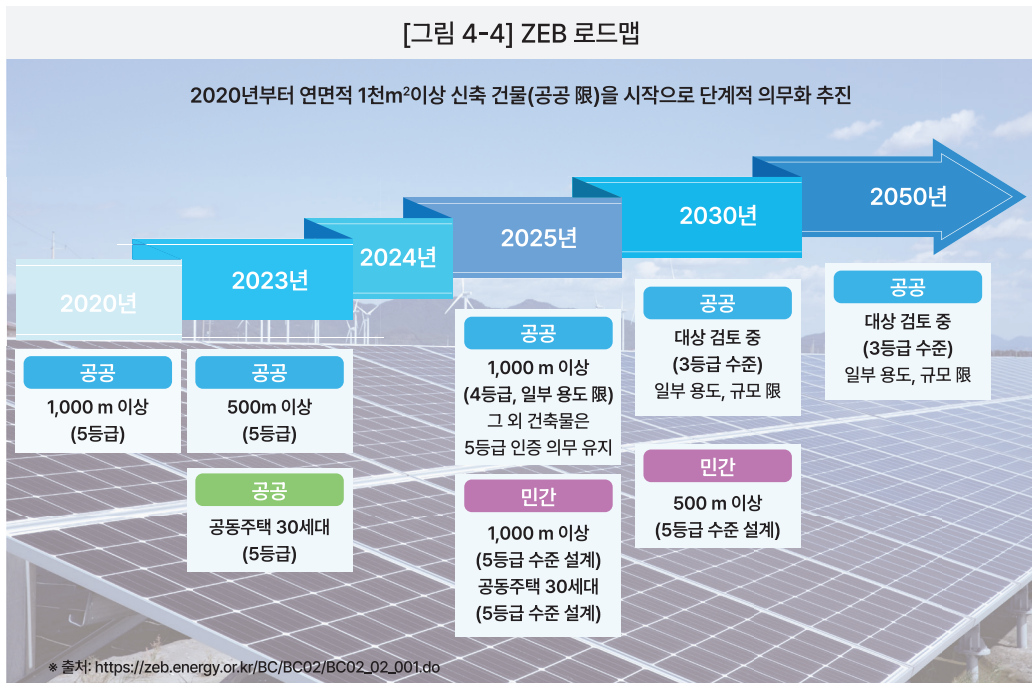 [그림 4-4] ZEB 로드맵
2020년부터 연면적 1천m²이상 신축 건물(공공 限)을 시작으로 단계적 의무화 추진
2020년
2023년
2024년
2025년
2030년
2050년
공공
1,000 m 이상
(5등급)
공공
500m 이상
(5등급)
공공
공동주택 30세대
(5등급)
공공
1,000 m 이상
(4등급, 일부 용도 限)
그 외 건축물은
5등급 인증 의무 유지
민간
1,000 m 이상
(5등급 수준 설계)
공동주택 30세대
(5등급 수준 설계)
공공
대상 검토 중
(3등급 수준)
일부 용도, 규모 限
민간
500 m 이상
(5등급 수준 설계)
공공
대상 검토 중
(3등급 수준)
일부 용도, 규모 限
※ 출처: https://zeb.energy.or.kr/BC/BC02/BC02_02_001.do